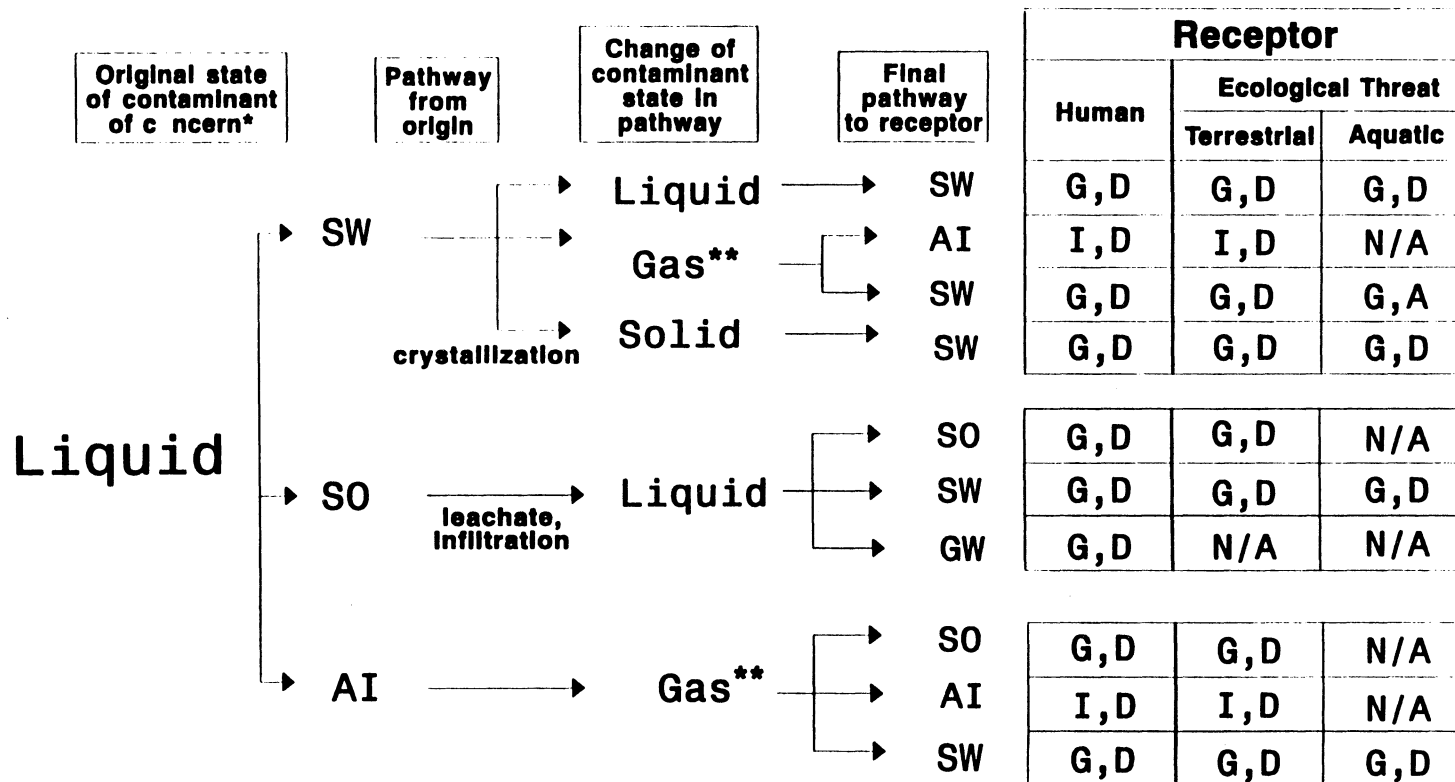 Original state
of contaminant
of c ncern*
Pathway
from
origin
Change of
contaminant
state in
pathway
Final
pathway
to receptor
Receptor
Human
Ecological Threat
Terrestrial
Aquatic
Liquid
SW
crystallization
Liquid
SW
G,D
G,D
G,D
Gas**
AI
I,D
I,D
N/A
SW
G,D
G,D
G,A
Solid
SW
G,D
G,D
G,D
SO
leachate,
infiltration
Liquid
SO
G,D
G,D
N/A
SW
G,D
G,D
G,D
GW
G,D
N/A
N/A
AI
Gas**
SO
G,D
G,D
N/A
AI
I,D
I,D
N/A
SW
G,D
G,D
G,D